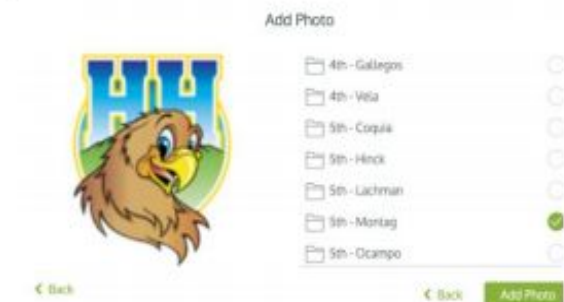 Add Photo
HH
4th - Gallegos
4th - Vela
5th - Coquia
5th - Hinck
5th - Lachman
5th - Montag
5th - Ocampo
< Back
< Back
Add Photo